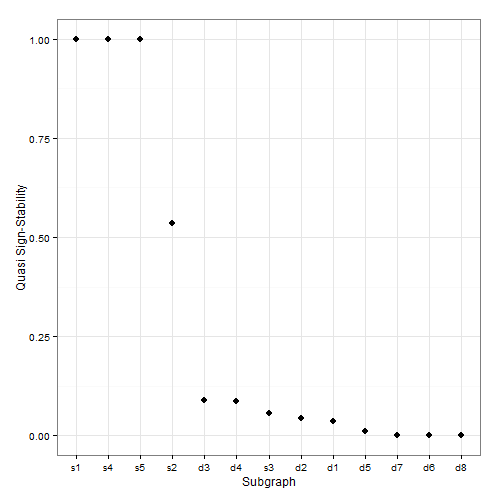 Quasi Sign-Stability
1.00
0.75
0.50
0.25
0.00
s1 s4 s5 s2 d3 d4 s3 d2 d1 d5 d7 d6 d8
Subgraph